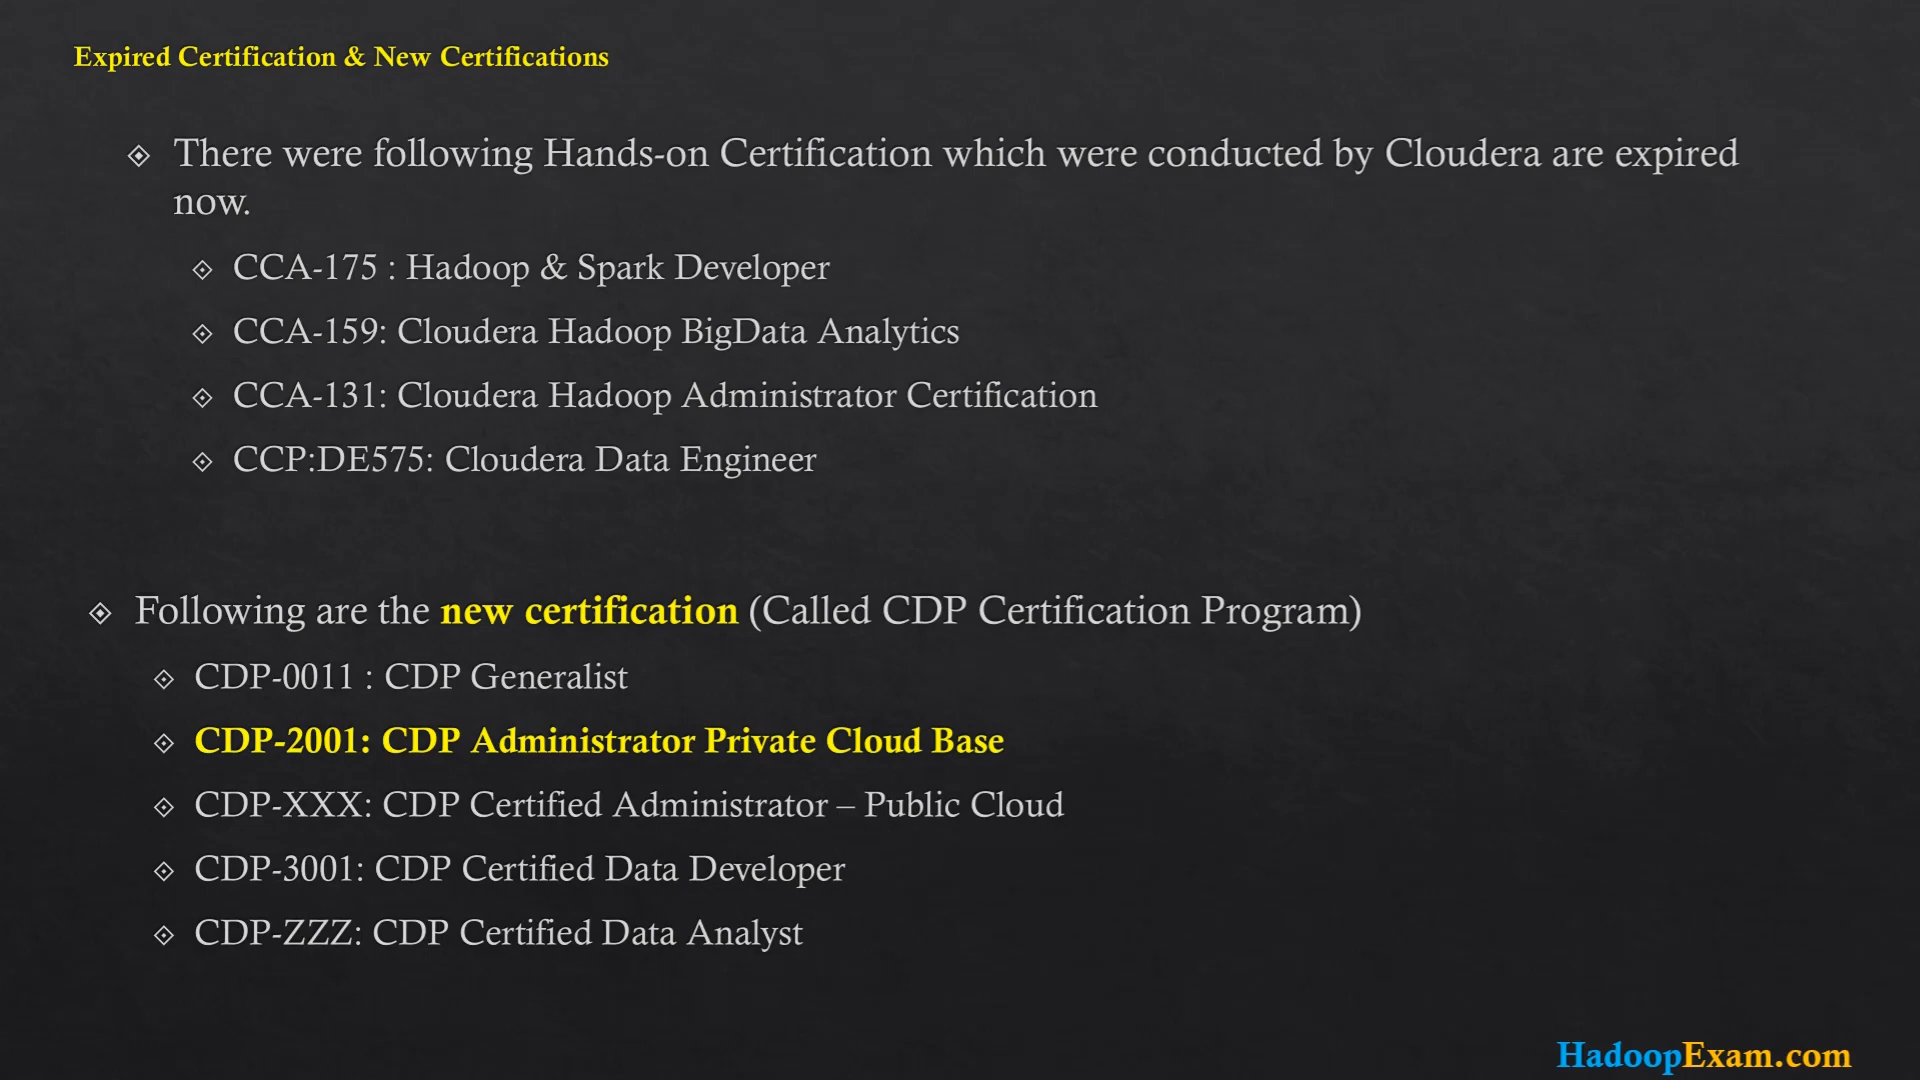 Expired Certification & New Certifications
There were following Hands-on Certification which were conducted by Cloudera are expired
now.
CCA-175 : Hadoop & Spark Developer
CCA-159: Cloudera Hadoop BigData Analytics
CCA-131: Cloudera Hadoop Administrator Certification
CCP:DE575: Cloudera Data Engineer
Following are the new certification (Called CDP Certification Program)
CDP-0011 : CDP Generalist
CDP-2001: CDP Administrator Private Cloud Base
CDP-XXX: CDP Certified Administrator – Public Cloud
CDP-3001: CDP Certified Data Developer
CDP-ZZZ: CDP Certified Data Analyst
HadoopExam.com